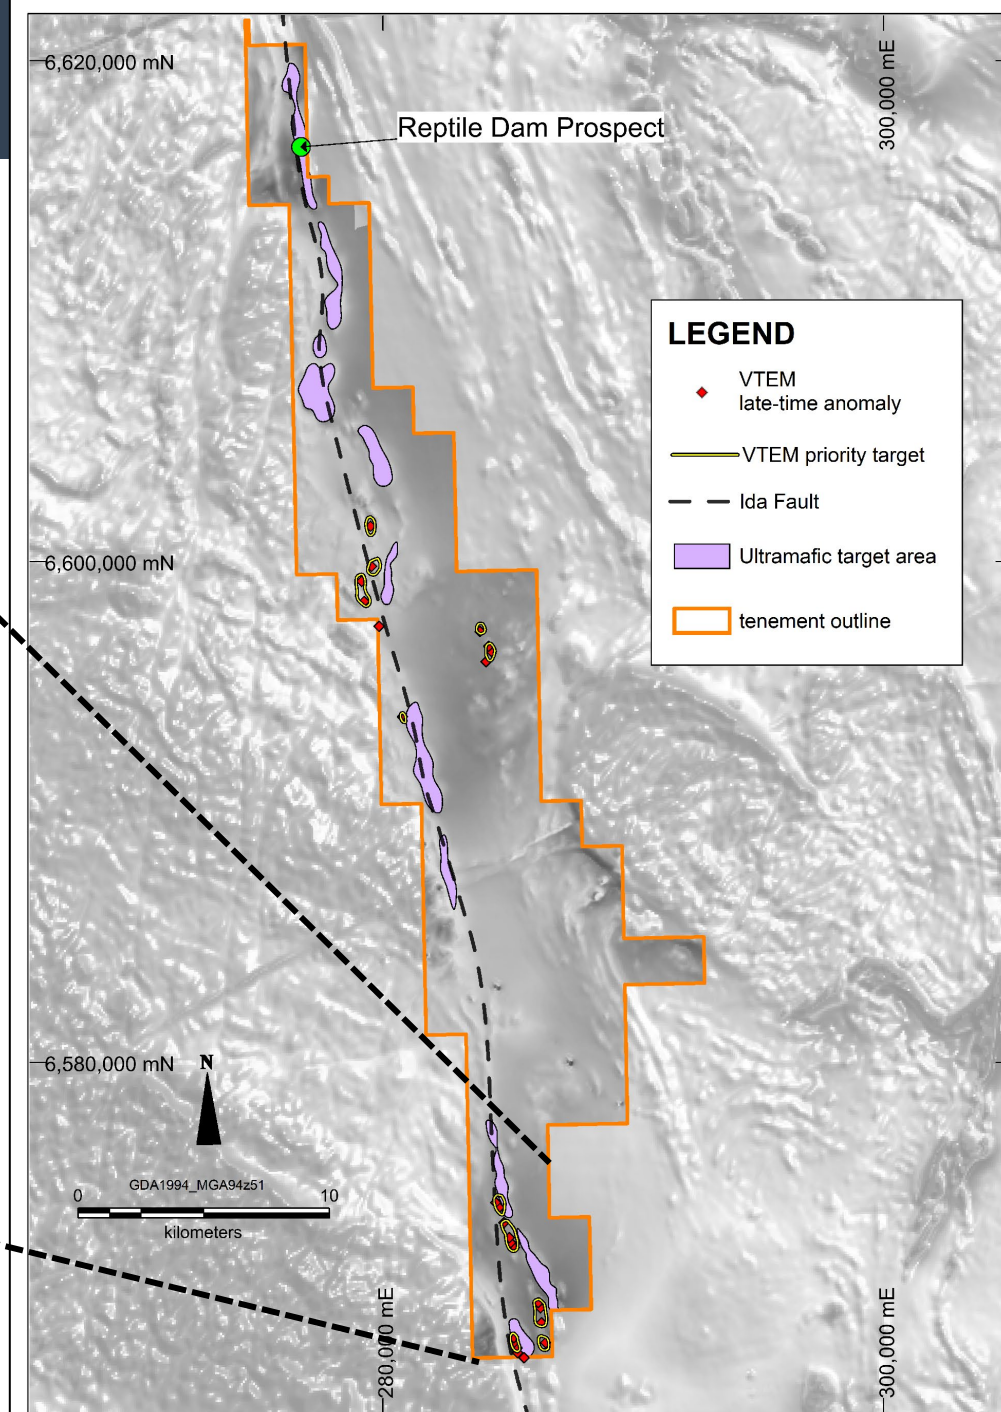 6,620,000 mN
300,000 mE
Reptile Dam Prospect
LEGEND
VTEM
late-time anomaly
VTEM priority target
Ida Fault
Ultramafic target area
tenement outline
6,600,000 mN
6,580,000 mN
N
GDA1994_MGA94z51
0
10
kilometers
280,000 mE
300,000 mE